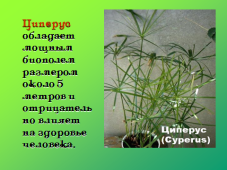 Циперус
обладает
мощным
биополем
размером
около 5
метров и
отрицатель
но влияет
на здоровье
человека.
Циперус
(Cyperus)